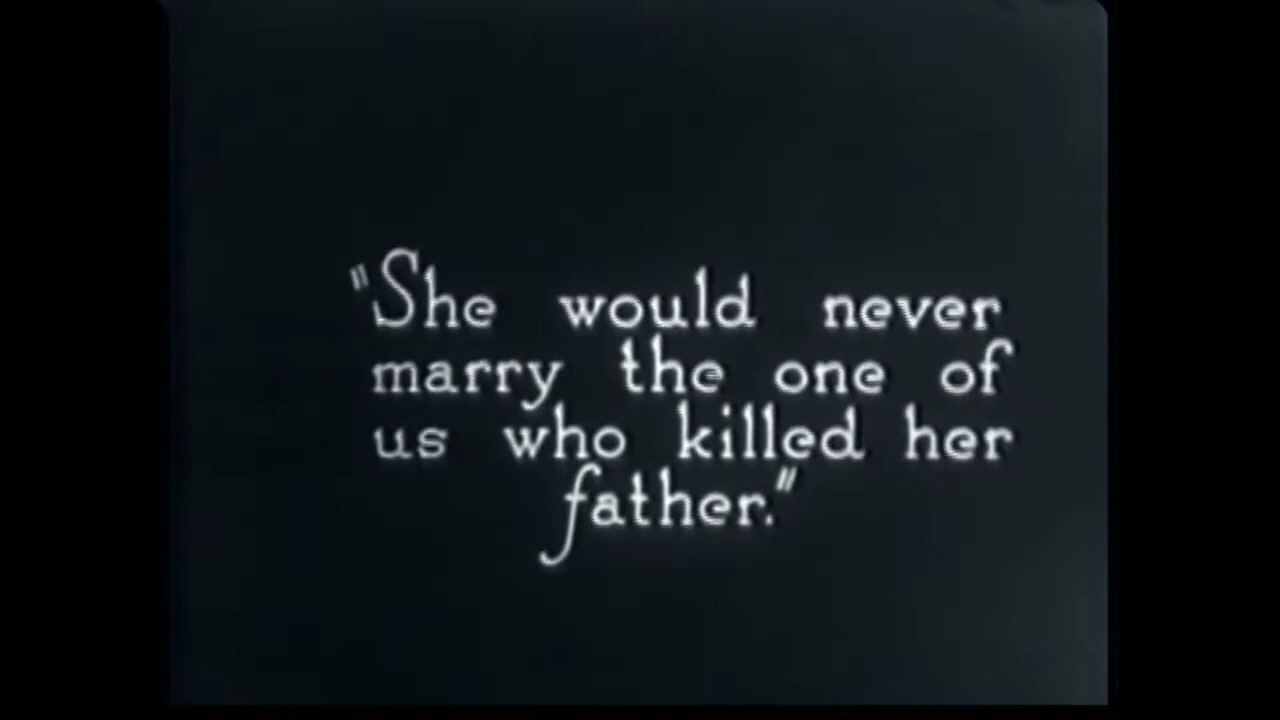 "She would never
marry the one of
us who killed her
father."